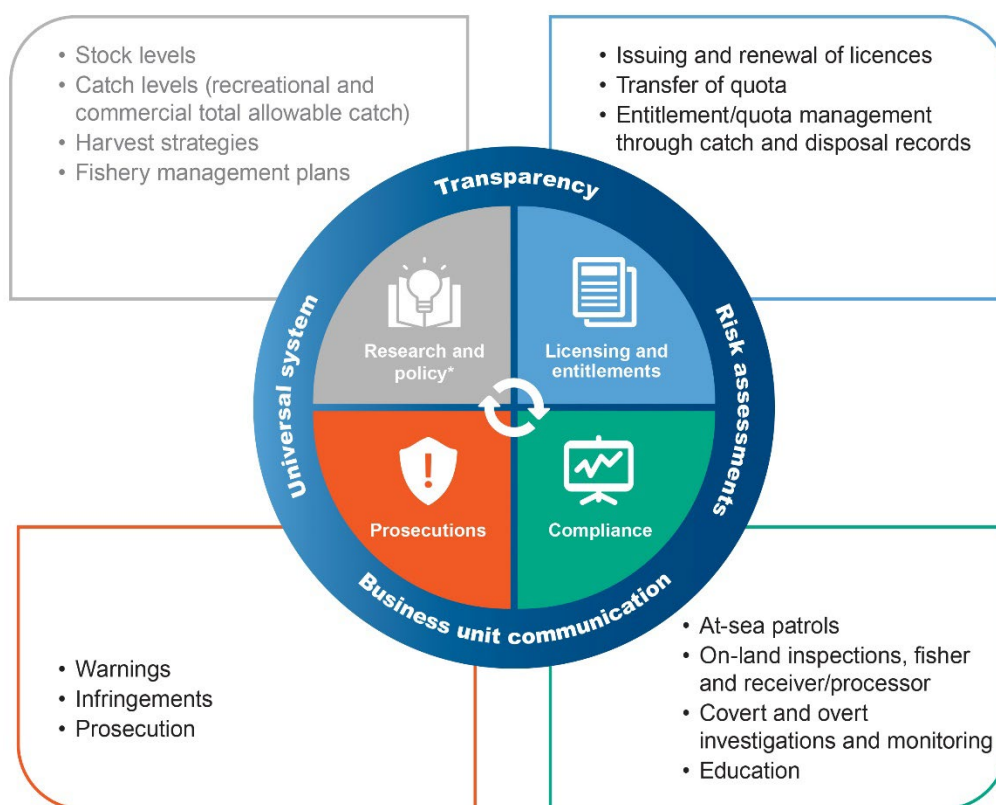 • Stock levels
• Catch levels (recreational and
commercial total allowable catch)
• Harvest strategies
• Fishery management plans
• Issuing and renewal of licences
• Transfer of quota
• Entitlement/quota management
through catch and disposal records
Transparency
Universal system
Risk assessments
Business unit communication
Research and
policy*
Licensing and
entitlements
Prosecutions
Compliance
• Warnings
• Infringements
• Prosecution
• At-sea patrols
• On-land inspections, fisher
and receiver/processor
• Covert and overt
investigations and monitoring
• Education